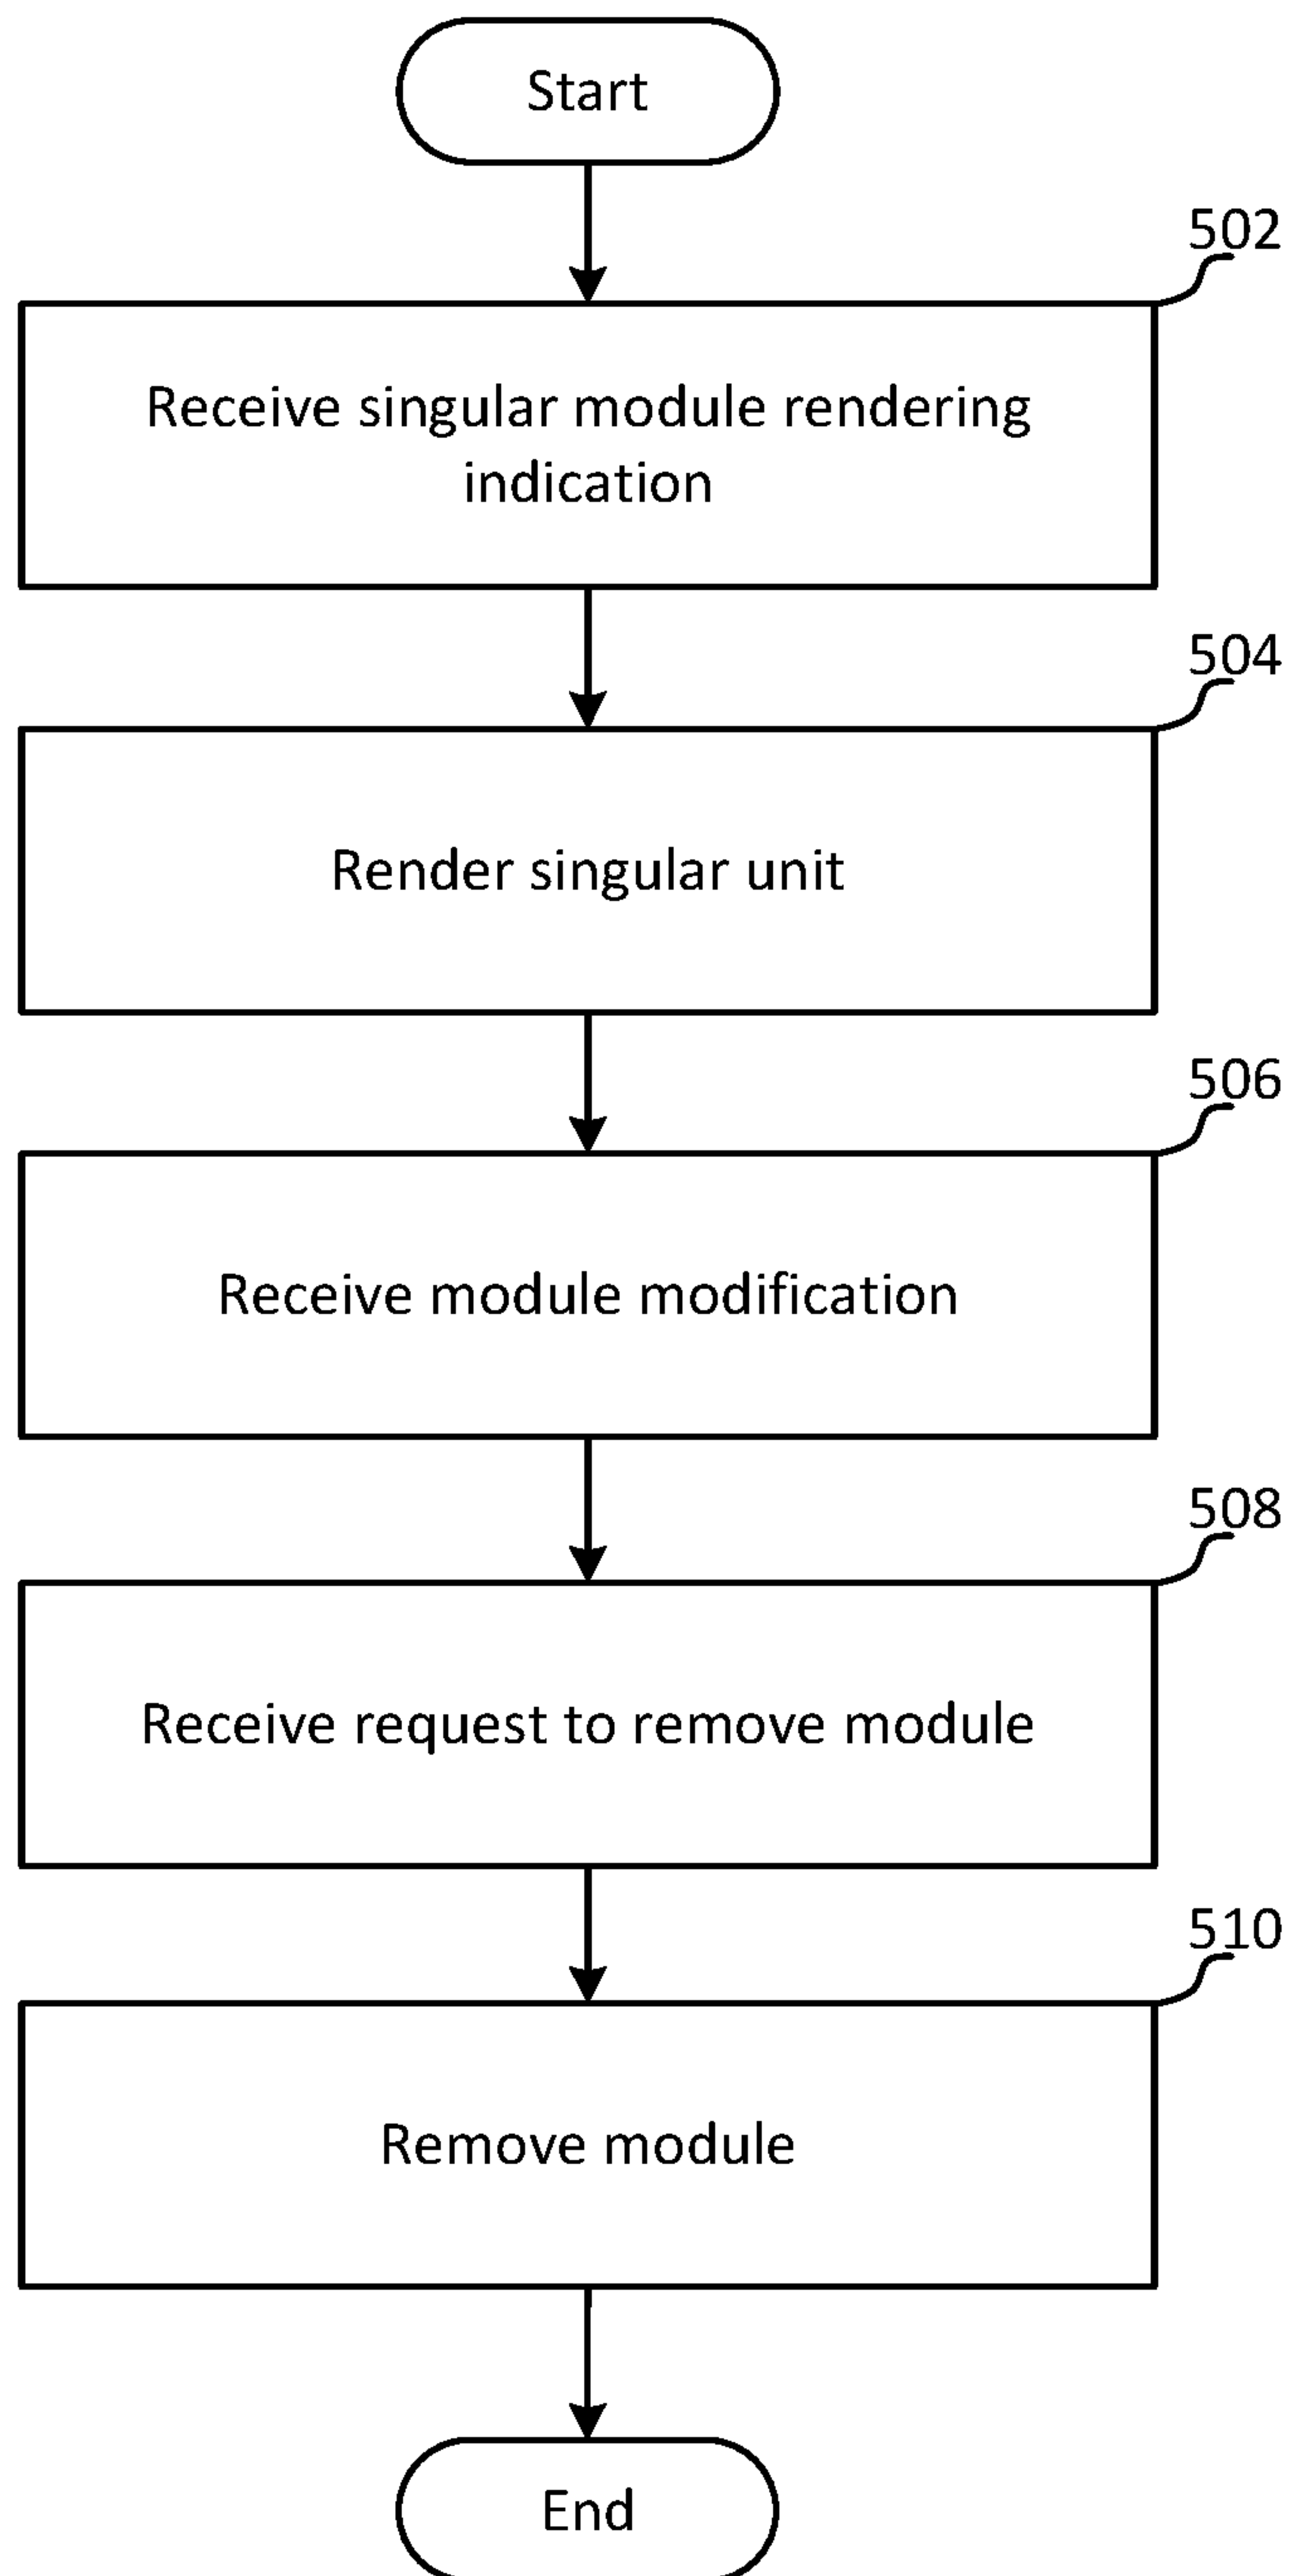 Start
502
Receive singular module rendering
indication
504
Render singular unit
506
Receive module modification
508
Receive request to remove module
510
Remove module
End